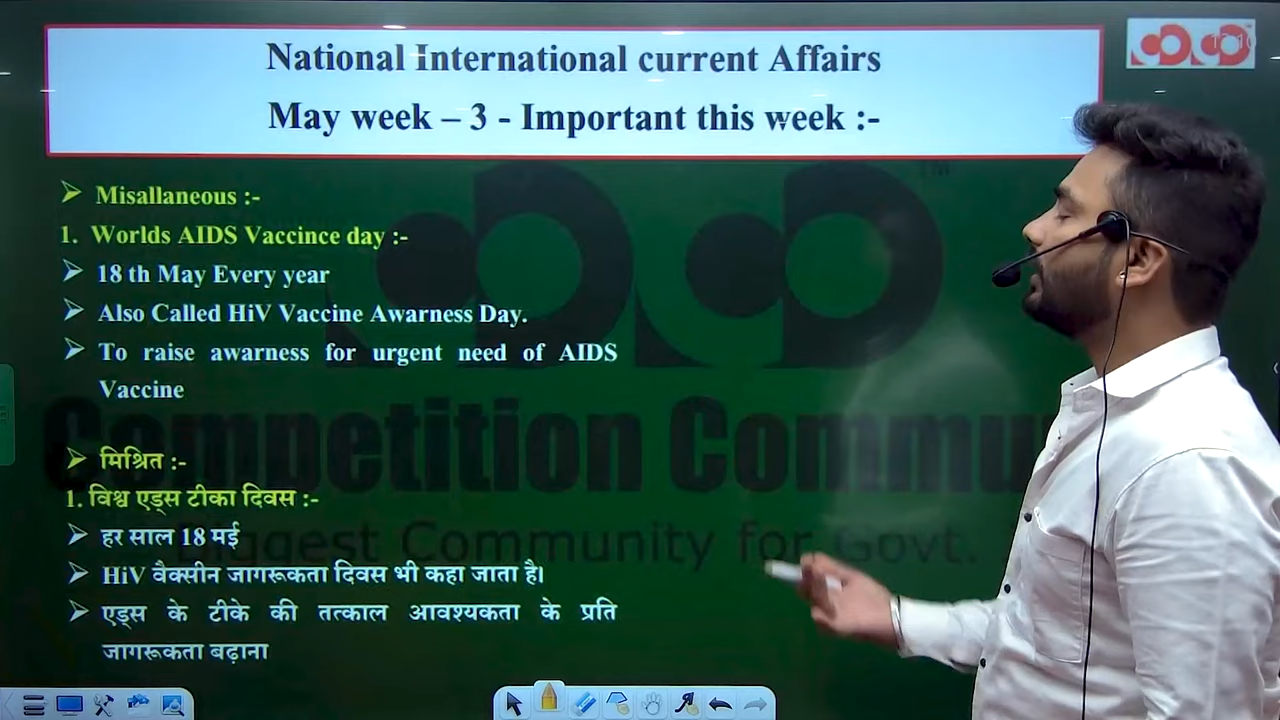 National International current Affairs
May week – 3 - Important this week :-
Misallaneous :-
1. Worlds AIDS Vaccince day :-
18 th May Every year
Also Called HiV Vaccine Awarness Day.
To raise awarness for urgent need of AIDS
Vaccine
Competition Commu
मिश्रित :-
1. विश्व एड्स टीका दिवस :-
हर साल 18 मई
Biggest Community for Govt.
HiV वैक्सीन जागरूकता दिवस भी कहा जाता है।
एड्स के टीके की तत्काल आवश्यकता के प्रति
जागरूकता बढ़ाना